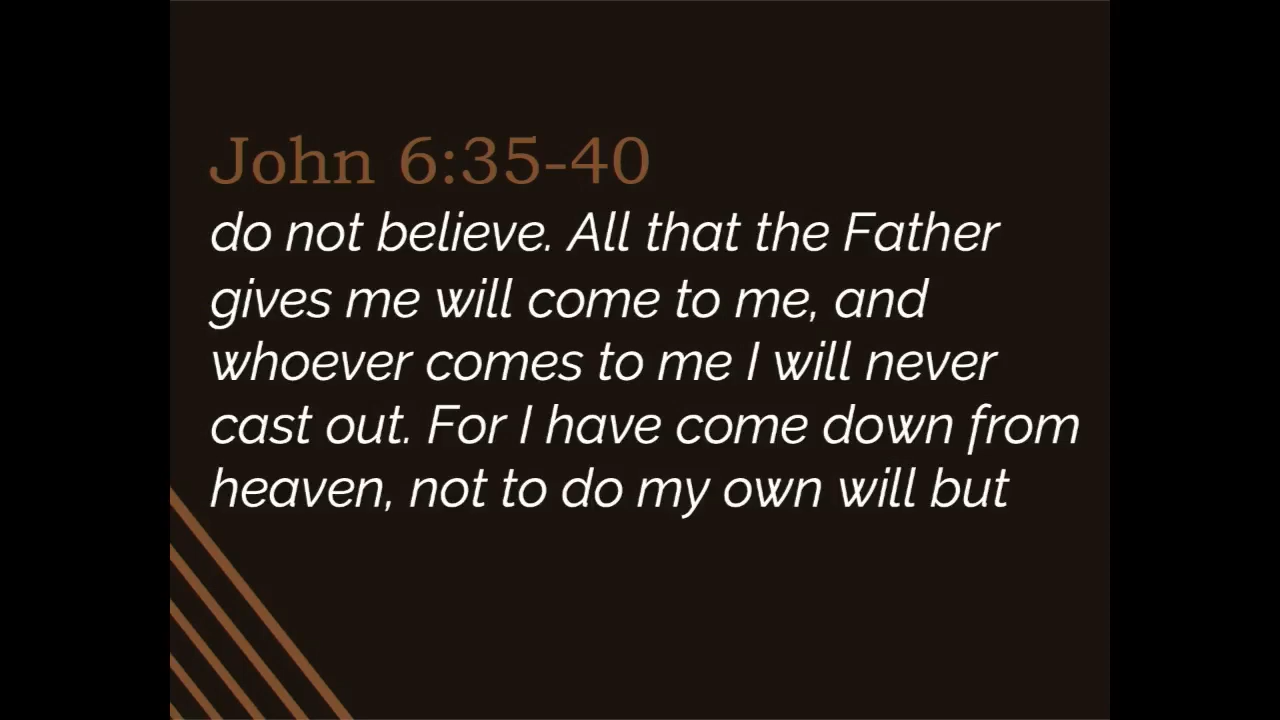 John 6:35-40
do not believe. All that the Father
gives me will come to me, and
whoever comes to me I will never
cast out. For I have come down from
heaven, not to do my own will but